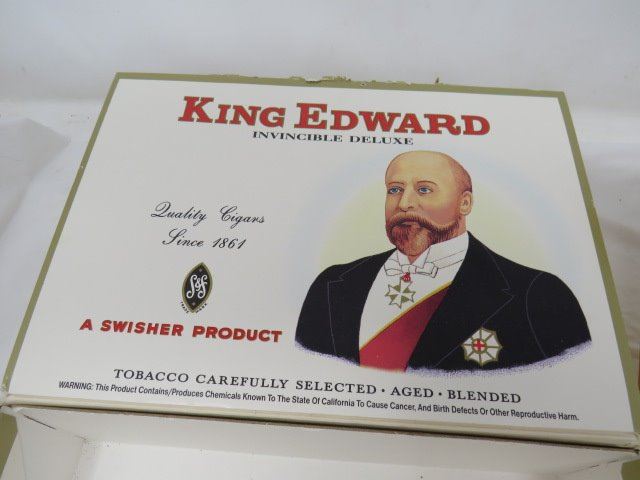 KING EDWARD
INVINCIBLE DELUXE
Quality Cigars
Since 1861
S&S
A SWISHER PRODUCT
TOBACCO CAREFULLY SELECTED · AGED · BLENDED
WARNING: This Product Contains/Produces Chemicals Known To The State Of California To Cause Cancer, And Birth Defects Or Other Reproductive Harm.